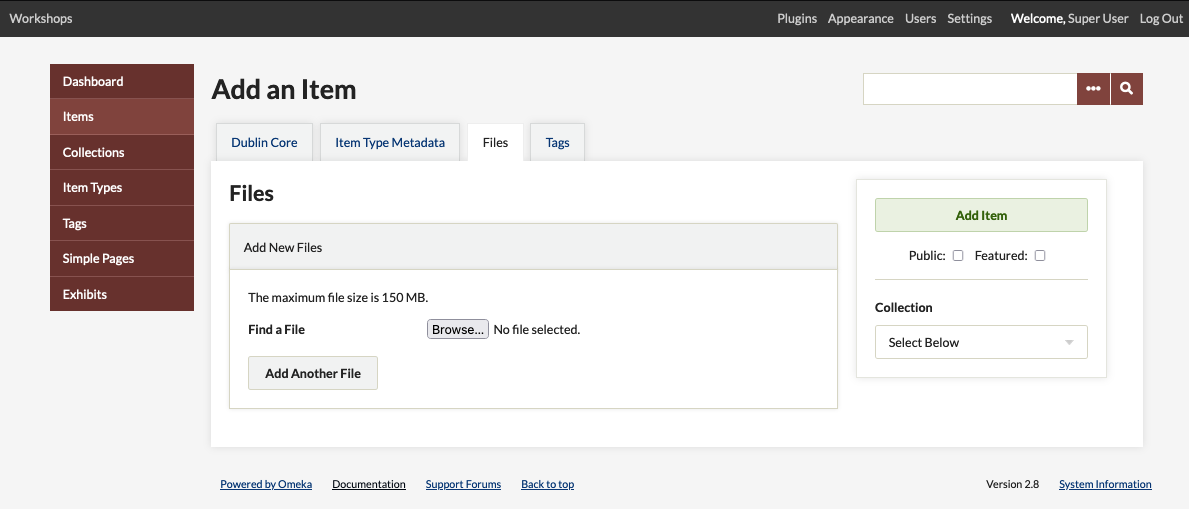 Workshops Plugins Appearance Users Settings Welcome, Super User Log Out
Dashboard
Items
Collections
Item Types
Tags
Simple Pages
Exhibits
Add an Item
•••
Dublin Core Item Type Metadata Files Tags
Files
Add New Files
The maximum file size is 150 MB.
Find a File Browse... No file selected.
Add Another File
Add Item
Public: Featured:
Collection
Select Below
Powered by Omeka Documentation Support Forums Back to top Version 2.8 System Information